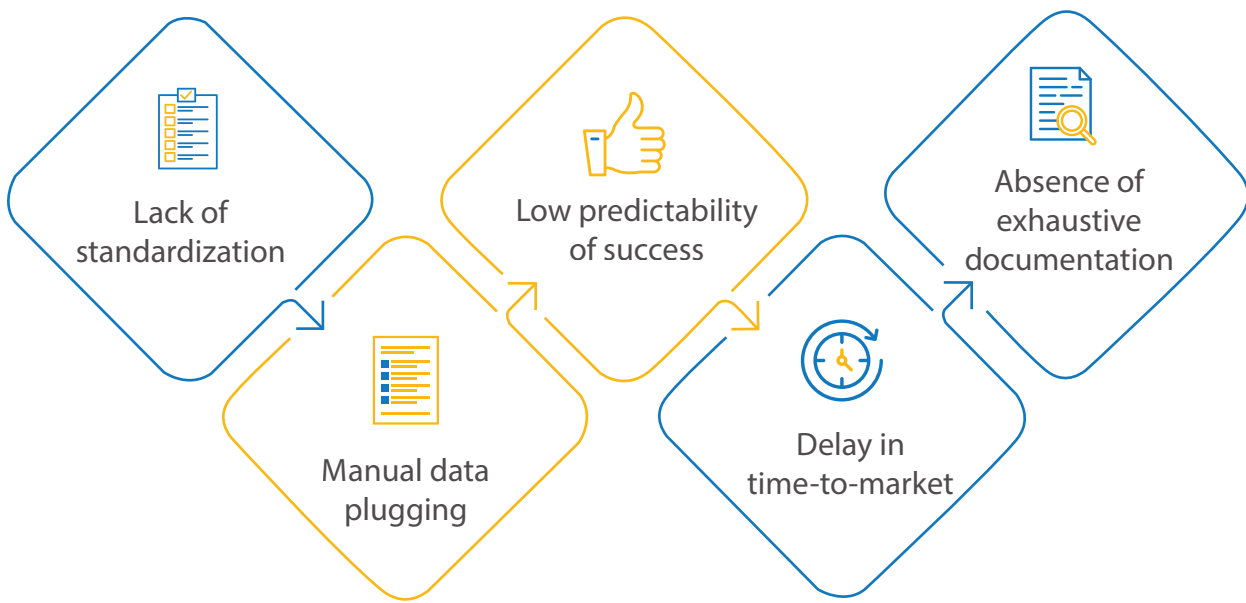 Lack of
standardization
Manual data
plugging
Low predictability
of success
Delay in
time-to-market
Absence of
exhaustive
documentation